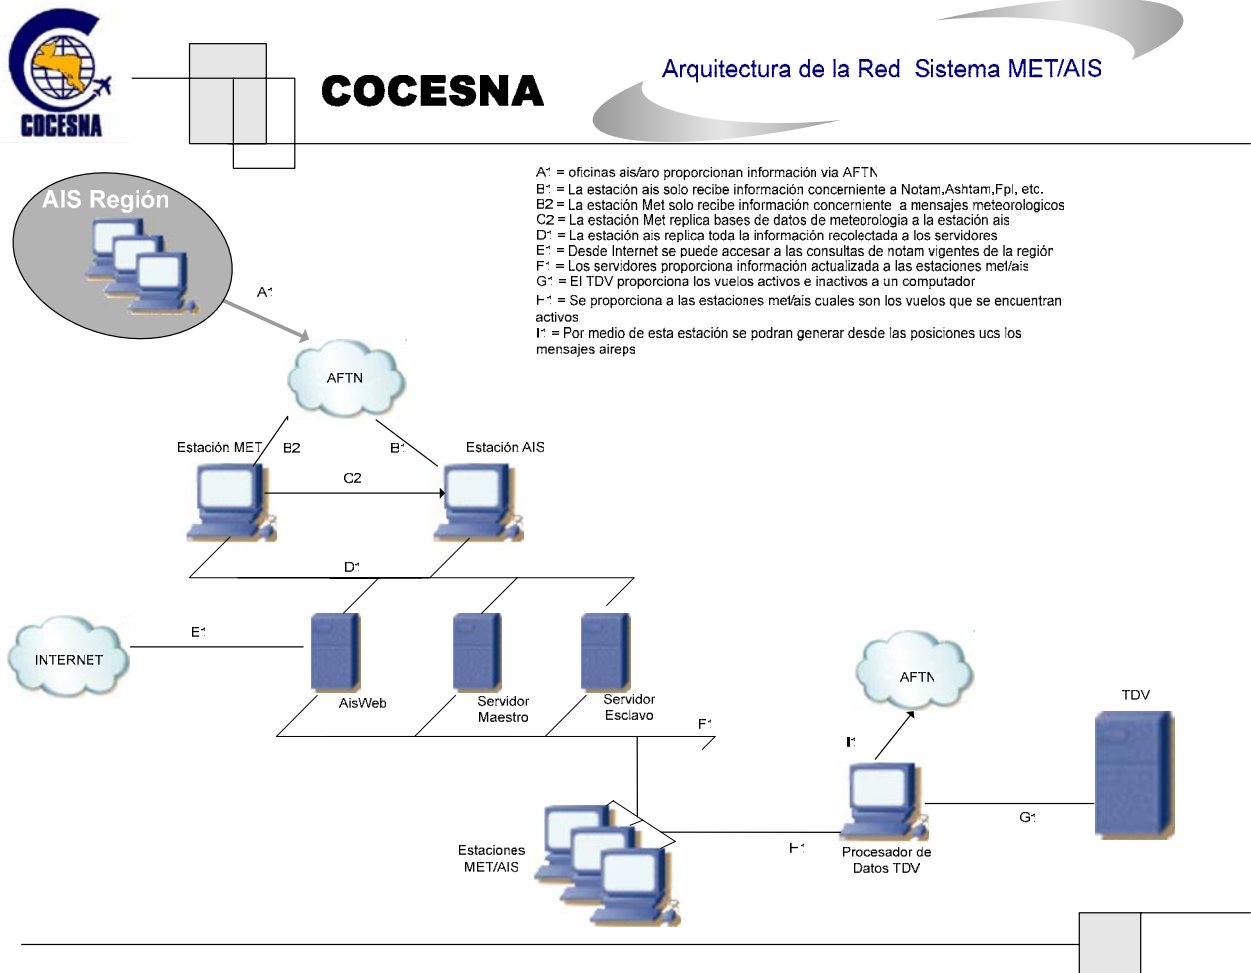 COCESNA
COCESNA
Arquitectura de la Red Sistema MET/AIS
A1 = oficinas ais/aro proporcionan información via AFTN
B1 = La estación ais solo recibe información concerniente a Notam,Ashtam,Fpl, etc.
B2 = La estación Met solo recibe información concerniente a mensajes meteorologicos
C2 = La estación Met replica bases de datos de meteorologia a la estación ais
D1 = La estación ais replica toda la información recolectada a los servidores
E1 = Desde Internet se puede accesar a las consultas de notam vigentes de la región
F1 = Los servidores proporciona información actualizada a las estaciones met/ais
G1 = El TDV proporciona los vuelos activos e inactivos a un computador
H1 = Se proporciona a las estaciones met/ais cuales son los vuelos que se encuentran
activos
I1 = Por medio de esta estación se podran generar desde las posiciones ucs los
mensajes aireps
AIS Región
A1
AFTN
Estación MET
B2
B1
Estación AIS
C2
D1
INTERNET
E1
AisWeb
Servidor
Maestro
Servidor
Esclavo
F1
AFTN
TDV
I1
G1
H1
Estaciones
MET/AIS
Procesador de
Datos TDV